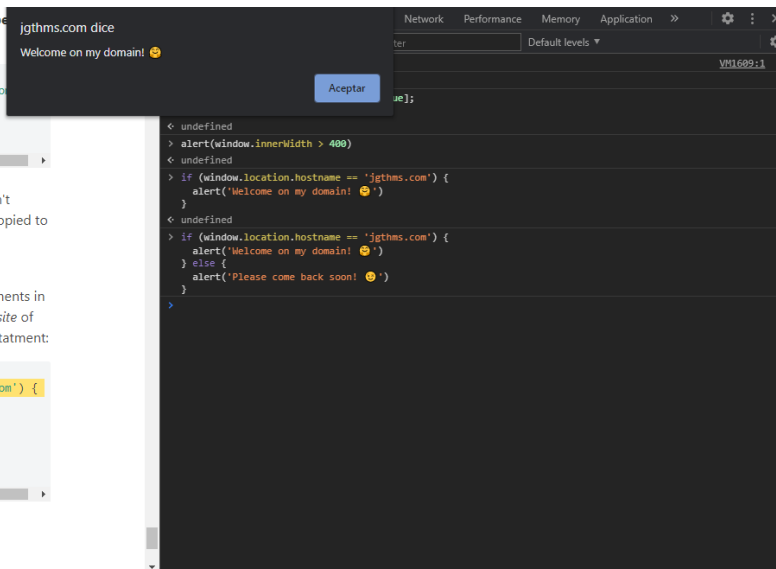 jgthms.com dice
Welcome on my domain! 🤗
Aceptar
Network Performance Memory Application »
Default levels ▼
VM1609:1
ue];
< undefined
> alert(window.innerWidth > 400)
< undefined
> if (window.location.hostname == 'jgthms.com') {
alert('Welcome on my domain! 🤗')
}
< undefined
> if (window.location.hostname == 'jgthms.com') {
alert('Welcome on my domain! 🤗')
} else {
alert('Please come back soon! 😉')
}
>
n't
opied to
nents in
site of
tatment:
om') {